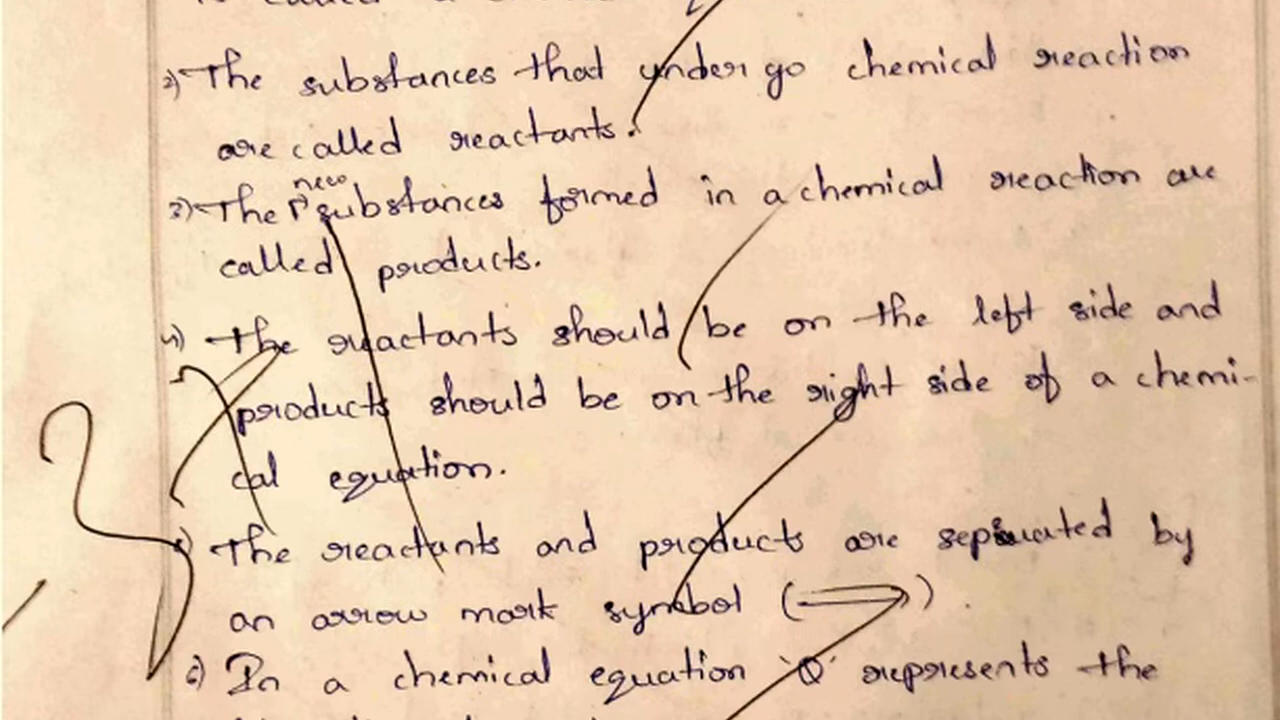 2) The substances that under go chemical reaction
are called reactants.
new
3) The substances formed in a chemical reaction are
called products.
4) The reactants should be on the left side and
products should be on the right side of a chemi-
cal equation.
5) The reactants and products are separated by
an arrow mark symbol (⟹).
6) In a chemical equation 'Q' represents the